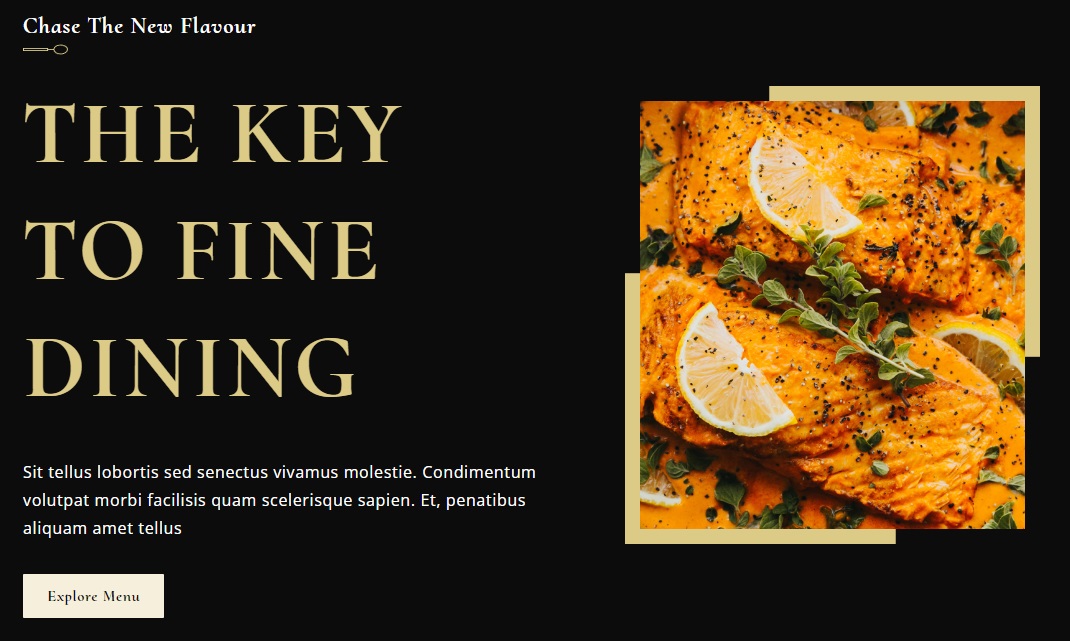 Chase The New Flavour
THE KEY
TO FINE
DINING
Sit tellus lobortis sed senectus vivamus molestie. Condimentum
volutpat morbi facilisis quam scelerisque sapien. Et, penatibus
aliquam amet tellus
Explore Menu